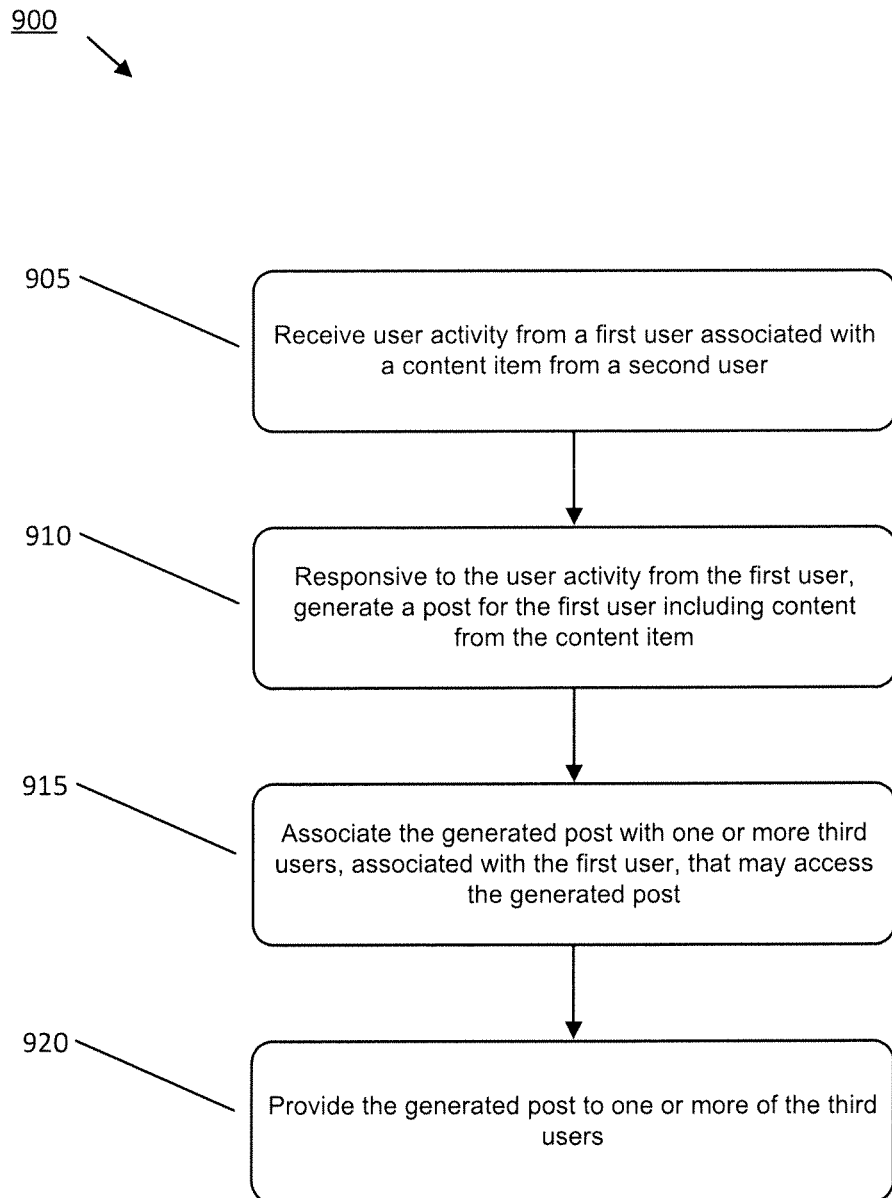 900
905
Receive user activity from a first user associated with
a content item from a second user
910
Responsive to the user activity from the first user,
generate a post for the first user including content
from the content item
915
Associate the generated post with one or more third
users, associated with the first user, that may access
the generated post
920
Provide the generated post to one or more of the third
users